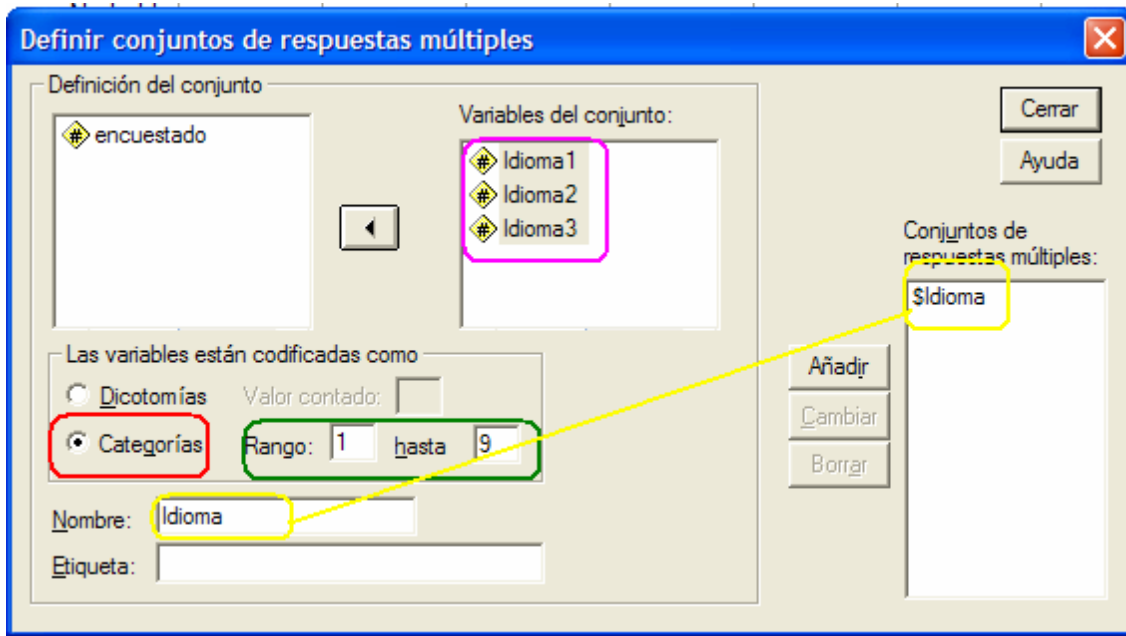 Definir conjuntos de respuestas múltiples
Definición del conjunto
encuestado
Variables del conjunto:
Idioma1
Idioma2
Idioma3
Las variables están codificadas como
Dicotomías Valor contado:
Categorías Rango: 1 hasta 9
Nombre: Idioma
Etiqueta:
Cerrar
Ayuda
Conjuntos de
respuestas múltiples:
$Idioma
Añadir
Cambiar
Borrar